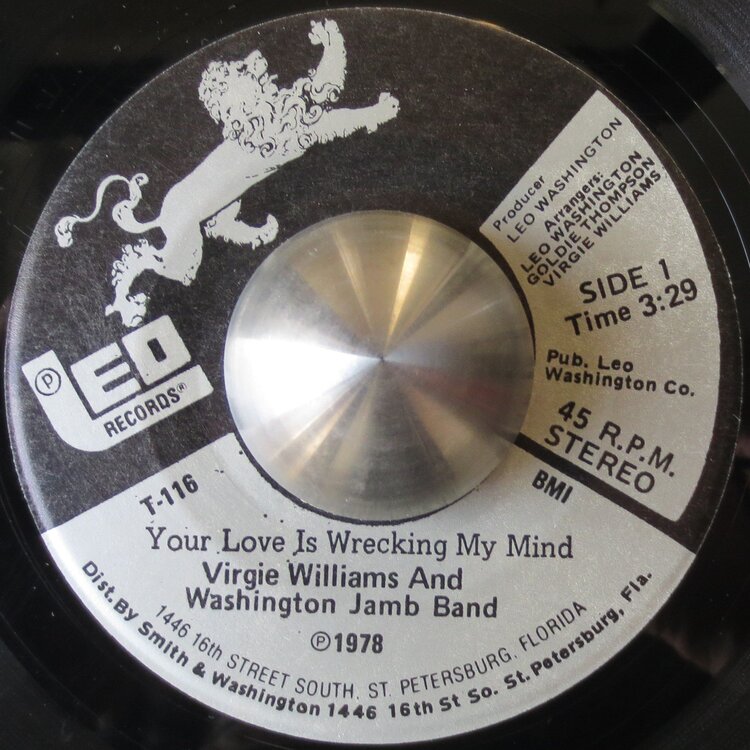 Ⓟ LEO
RECORDS®
Producer
LEO WASHINGTON
Arrangers:
LEO WASHINGTON
GOLDIE THOMPSON
VIRGIE WILLIAMS
SIDE 1
Time 3:29
Pub. Leo
Washington Co.
45 R.P.M.
STEREO
T-116
BMI
Your Love Is Wrecking My Mind
Virgie Williams And
Washington Jamb Band
Ⓟ1978
1446 16th STREET SOUTH. ST. PETERSBURG. FLORIDA
Dist. By Smith & Washington 1446 16th St So. St. Petersburg, Fla.